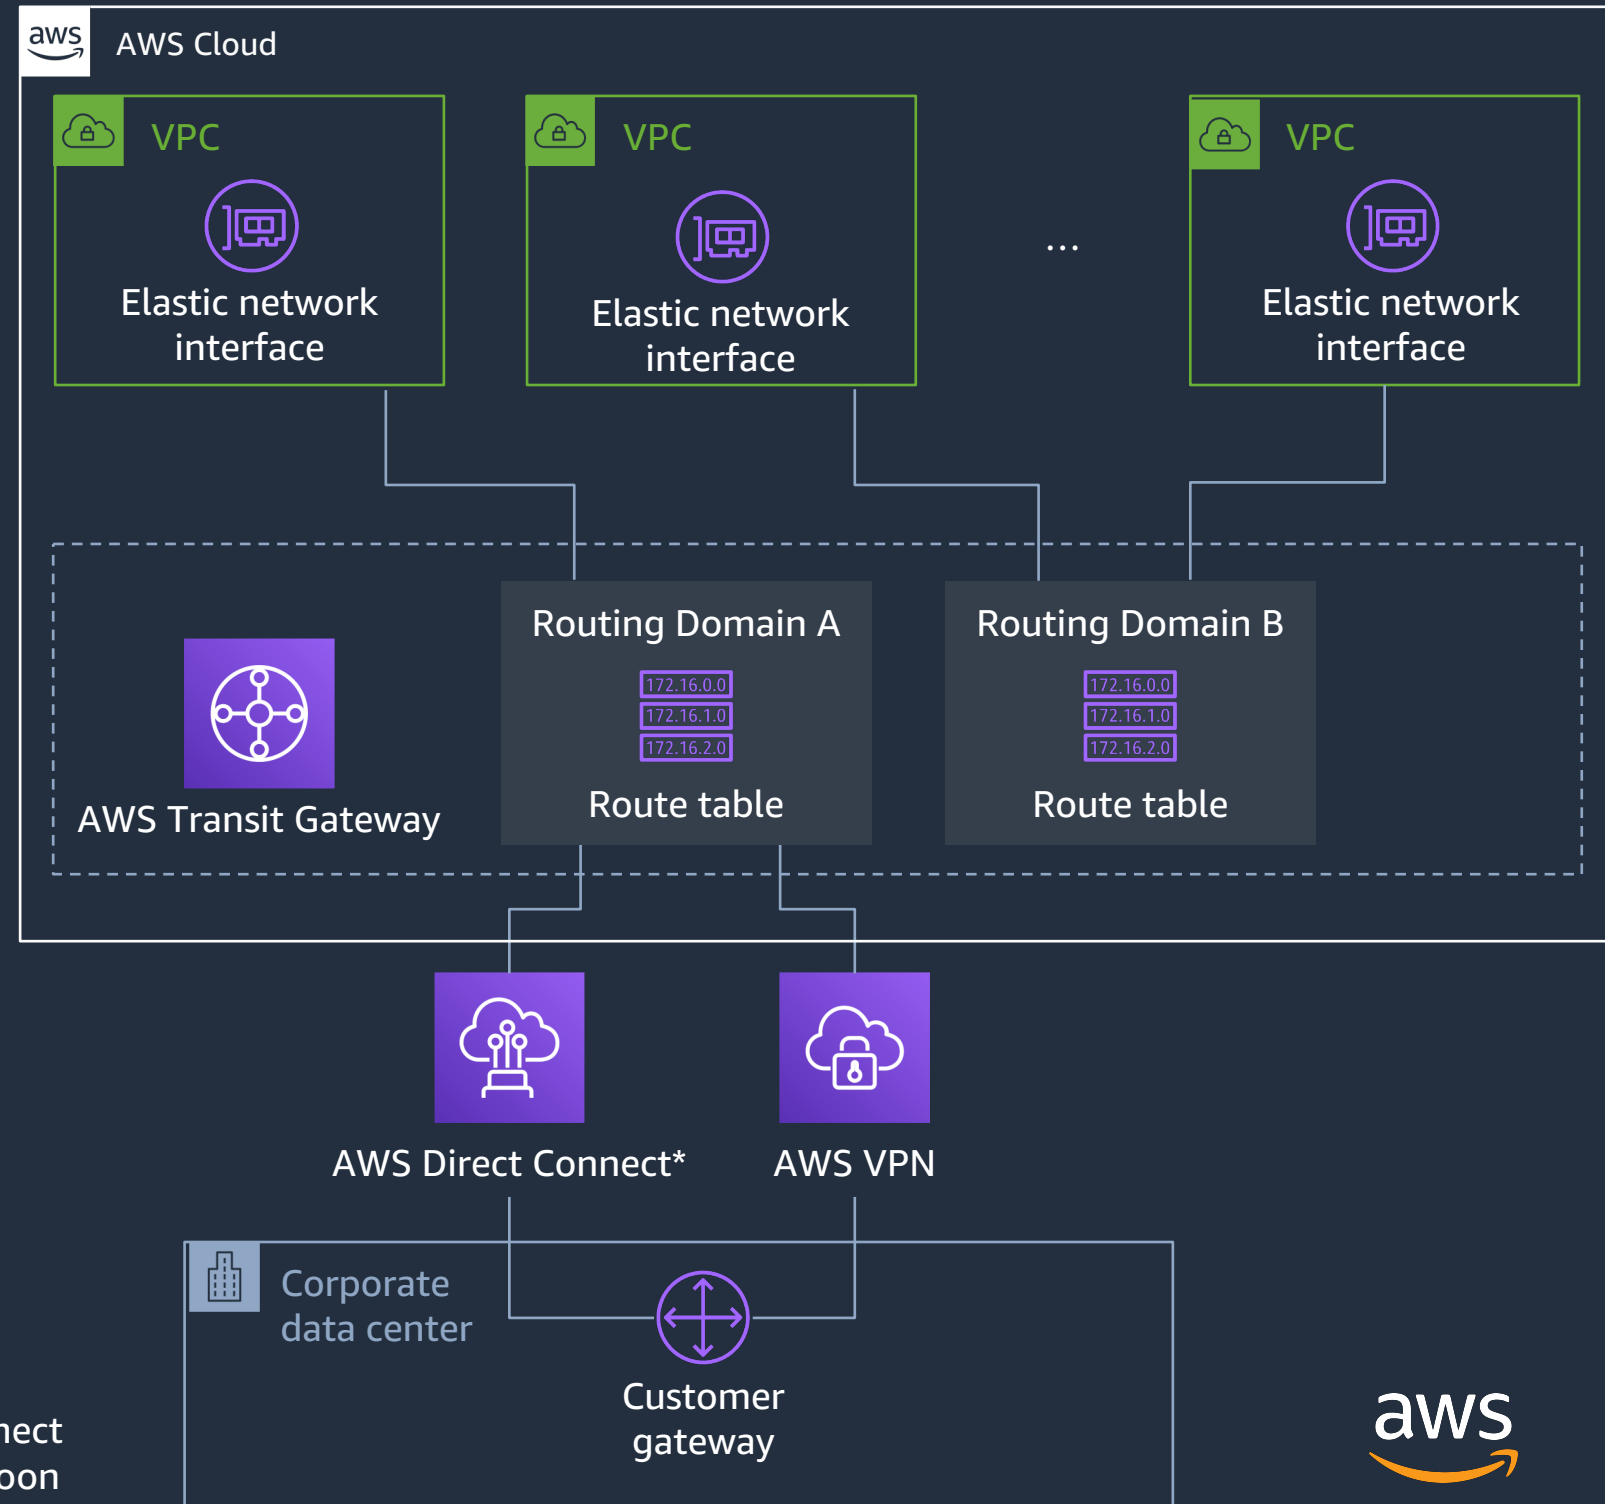 aws
AWS Cloud
VPC
VPC
VPC
Elastic network
interface
Elastic network
interface
...
Elastic network
interface
Routing Domain A
172.16.0.0
172.16.1.0
172.16.2.0
Route table
Routing Domain B
172.16.0.0
172.16.1.0
172.16.2.0
Route table
AWS Transit Gateway
AWS Direct Connect*
AWS VPN
Corporate
data center
Customer
gateway
aws